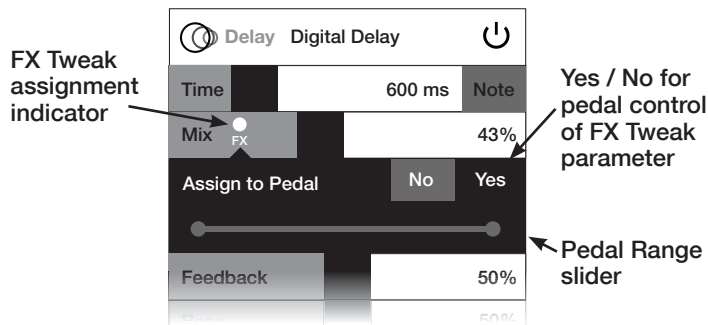 Delay Digital Delay
FX Tweak
assignment
indicator
Time 600 ms Note
Mix FX 43%
Yes / No for
pedal control
of FX Tweak
parameter
Assign to Pedal No Yes
Pedal Range
slider
Feedback 50%
50%